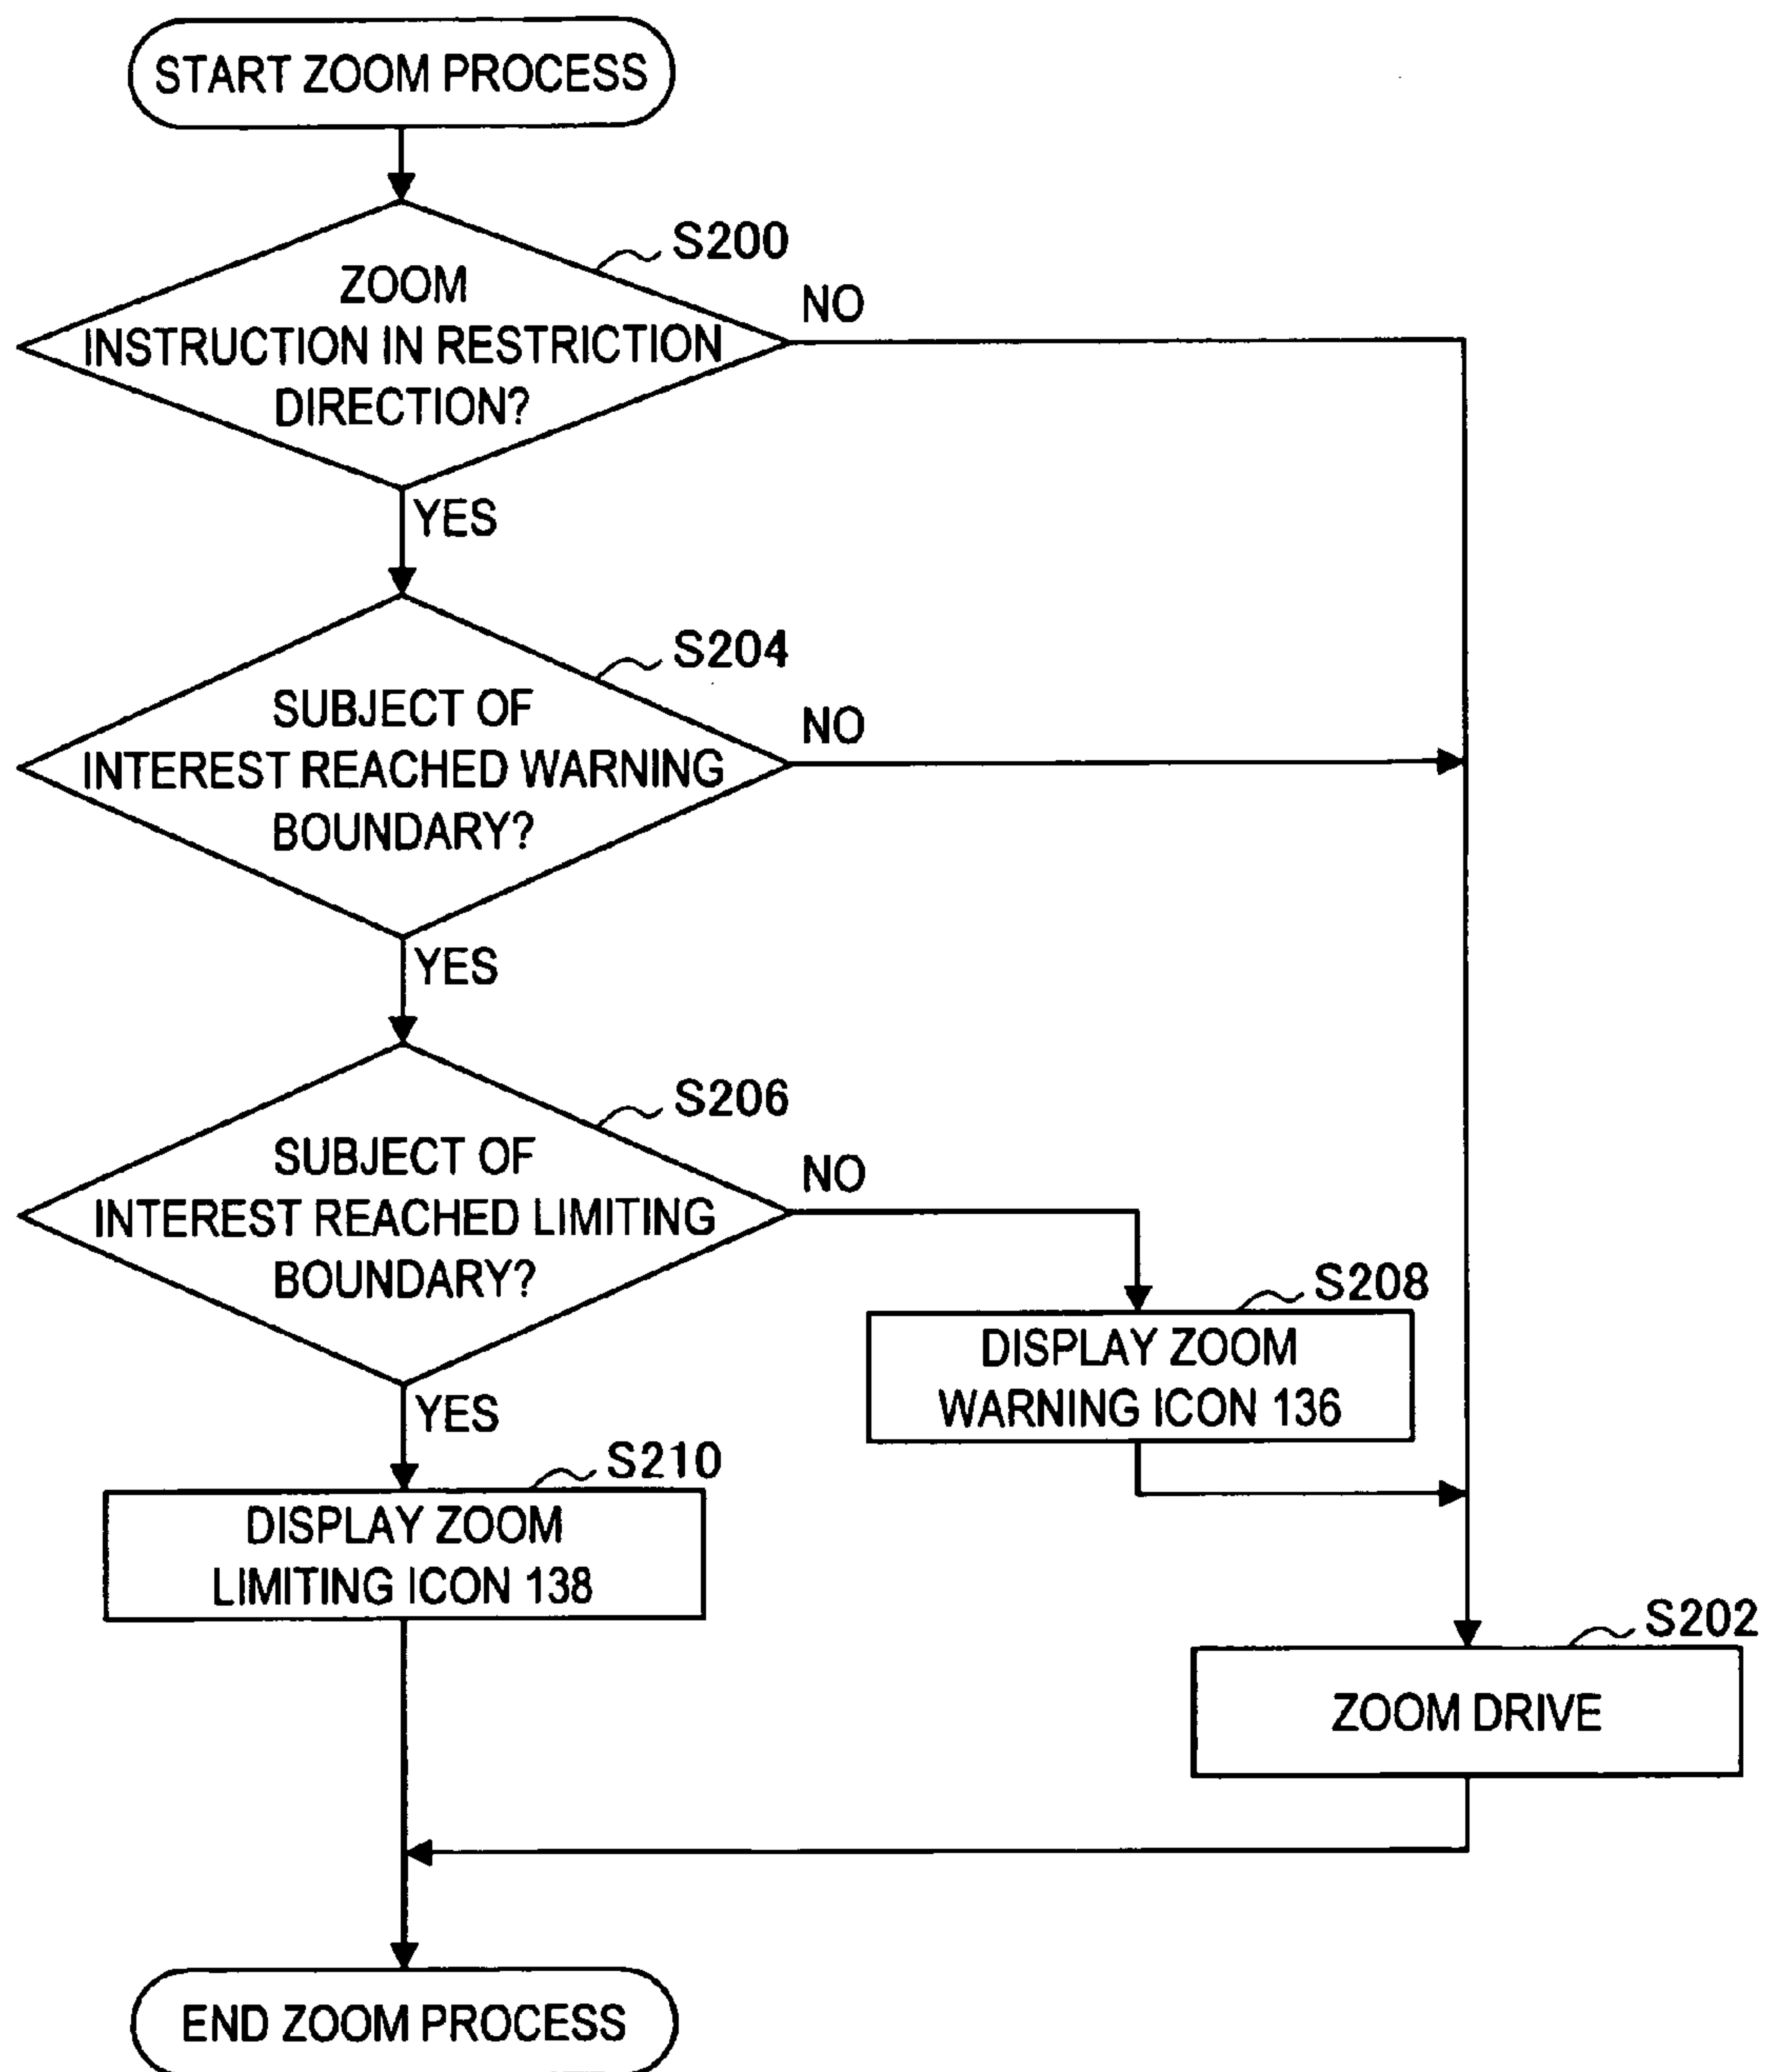 START ZOOM PROCESS
S200
ZOOM
INSTRUCTION IN RESTRICTION
DIRECTION?
NO
YES
S204
SUBJECT OF
INTEREST REACHED WARNING
BOUNDARY?
NO
YES
S206
SUBJECT OF
INTEREST REACHED LIMITING
BOUNDARY?
NO
YES
S208
DISPLAY ZOOM
WARNING ICON 136
S210
DISPLAY ZOOM
LIMITING ICON 138
S202
ZOOM DRIVE
END ZOOM PROCESS